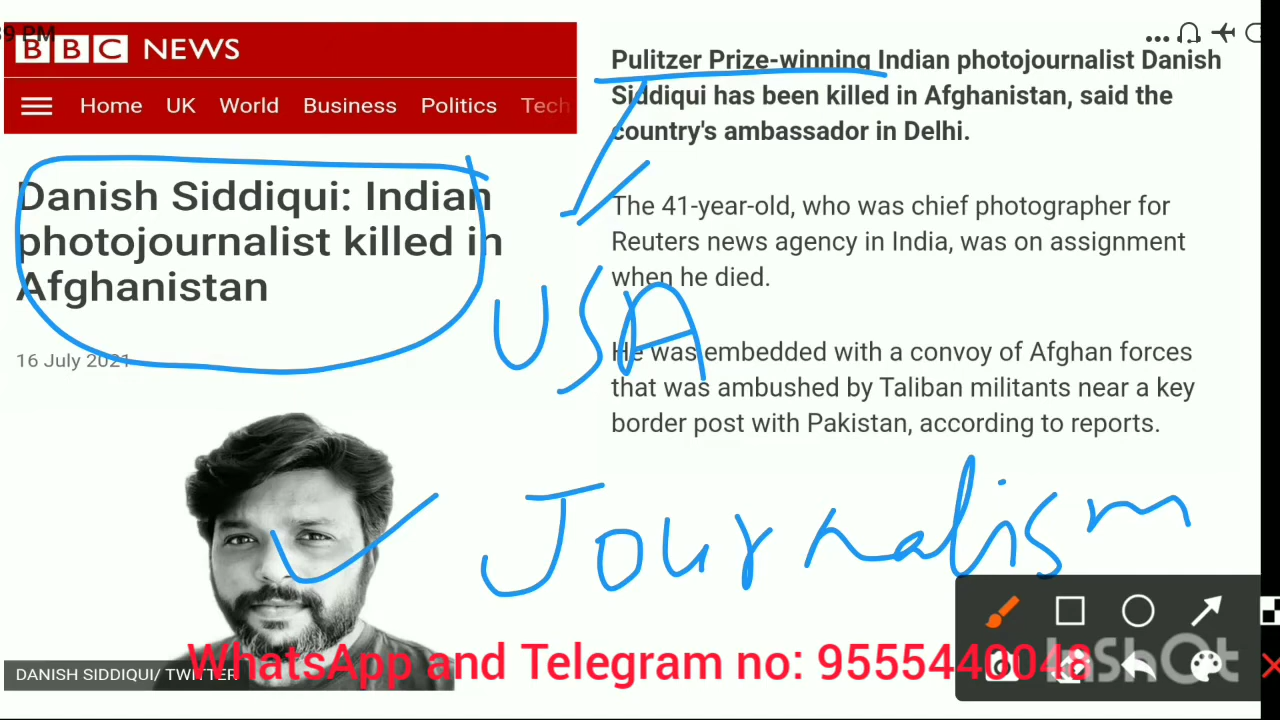 39 PM
BBC NEWS
Home UK World Business Politics Tech
Danish Siddiqui: Indian
photojournalist killed in
Afghanistan
16 July 2021
DANISH SIDDIQUI/ TWITTER
Pulitzer Prize-winning Indian photojournalist Danish
Siddiqui has been killed in Afghanistan, said the
country's ambassador in Delhi.
The 41-year-old, who was chief photographer for
Reuters news agency in India, was on assignment
when he died.
He was embedded with a convoy of Afghan forces
that was ambushed by Taliban militants near a key
border post with Pakistan, according to reports.
USA
Journalism
WhatsApp and Telegram no: 9555440048